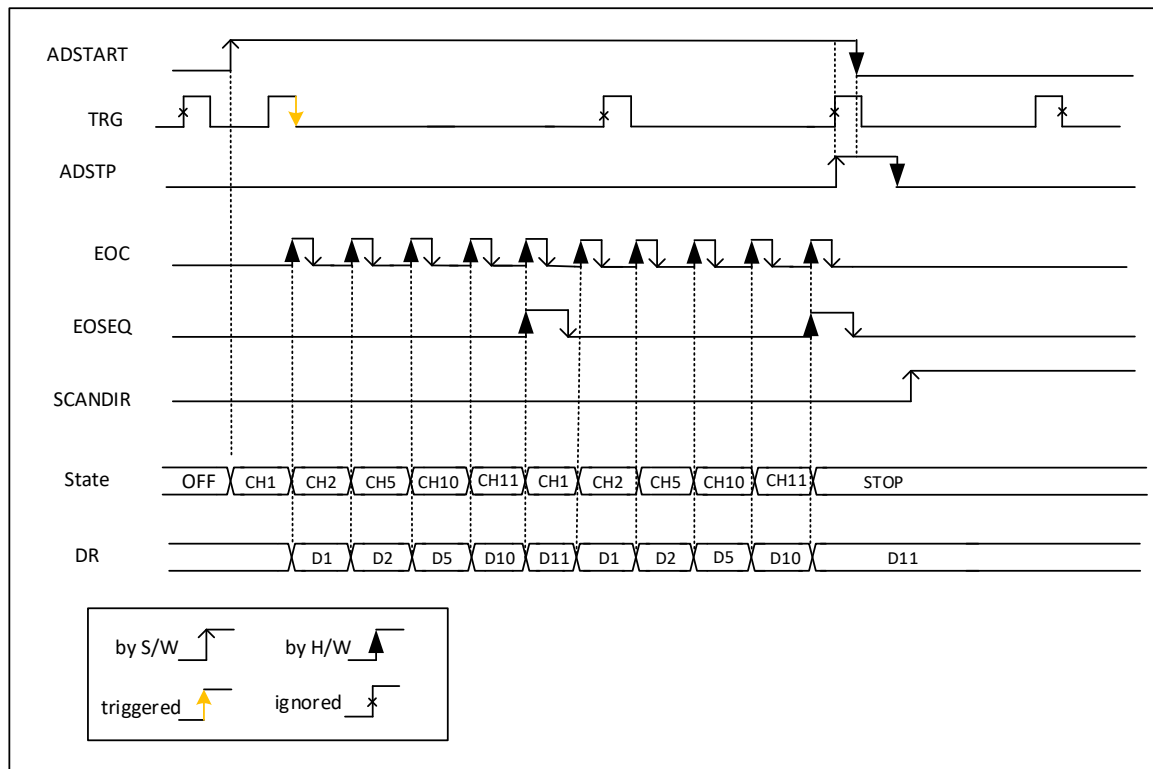 ADSTART
TRG
ADSTP
EOC
EOSEQ
SCANDIR
State OFF CH1 CH2 CH5 CH10 CH11 CH1 CH2 CH5 CH10 CH11 STOP
DR D1 D2 D5 D10 D11 D1 D2 D5 D10 D11
by S/W by H/W
triggered ignored